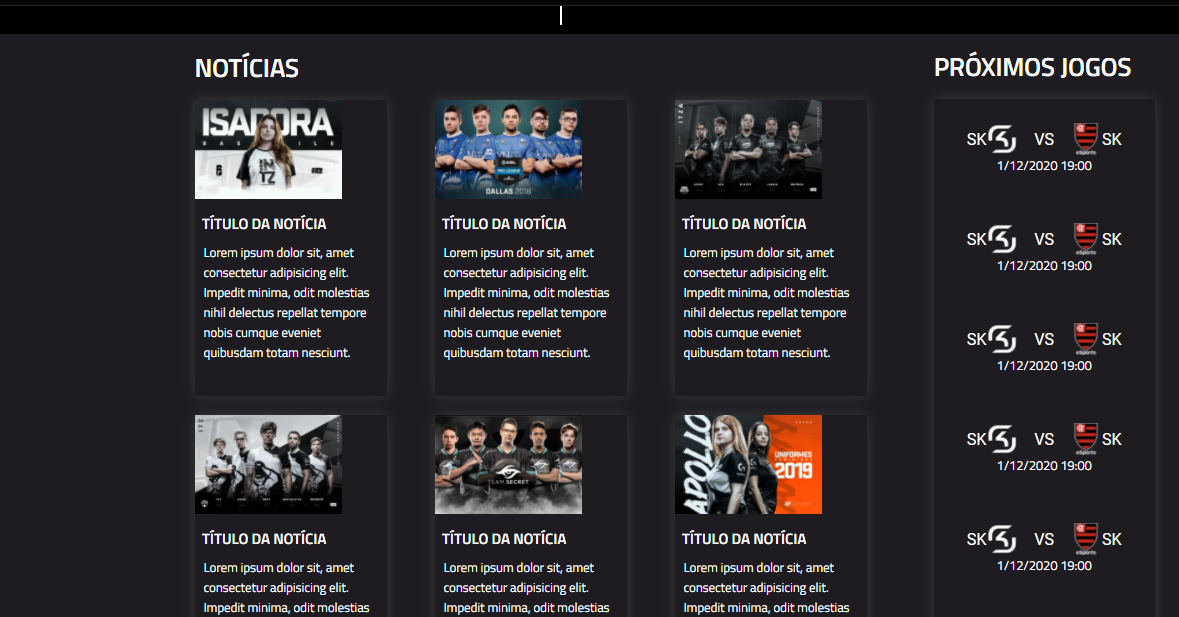 NOTÍCIAS
PRÓXIMOS JOGOS
ISADORA
INTZ
TÍTULO DA NOTÍCIA
Lorem ipsum dolor sit, amet
consectetur adipisicing elit.
Impedit minima, odit molestias
nihil delectus repellat tempore
nobis cumque eveniet
quibusdam totam nesciunt.
ESL
PRO LEAGUE
DALLAS 2018
TÍTULO DA NOTÍCIA
Lorem ipsum dolor sit, amet
consectetur adipisicing elit.
Impedit minima, odit molestias
nihil delectus repellat tempore
nobis cumque eveniet
quibusdam totam nesciunt.
TÍTULO DA NOTÍCIA
Lorem ipsum dolor sit, amet
consectetur adipisicing elit.
Impedit minima, odit molestias
nihil delectus repellat tempore
nobis cumque eveniet
quibusdam totam nesciunt.
TÍTULO DA NOTÍCIA
Lorem ipsum dolor sit, amet
consectetur adipisicing elit.
Impedit minima, odit molestias
TEAM SECRET
TÍTULO DA NOTÍCIA
Lorem ipsum dolor sit, amet
consectetur adipisicing elit.
Impedit minima, odit molestias
APOLLO
UNIFORMES
FEMININOS
2019
TÍTULO DA NOTÍCIA
Lorem ipsum dolor sit, amet
consectetur adipisicing elit.
Impedit minima, odit molestias
SK VS eSports SK
1/12/2020 19:00
SK VS eSports SK
1/12/2020 19:00
SK VS eSports SK
1/12/2020 19:00
SK VS eSports SK
1/12/2020 19:00
SK VS eSports SK
1/12/2020 19:00